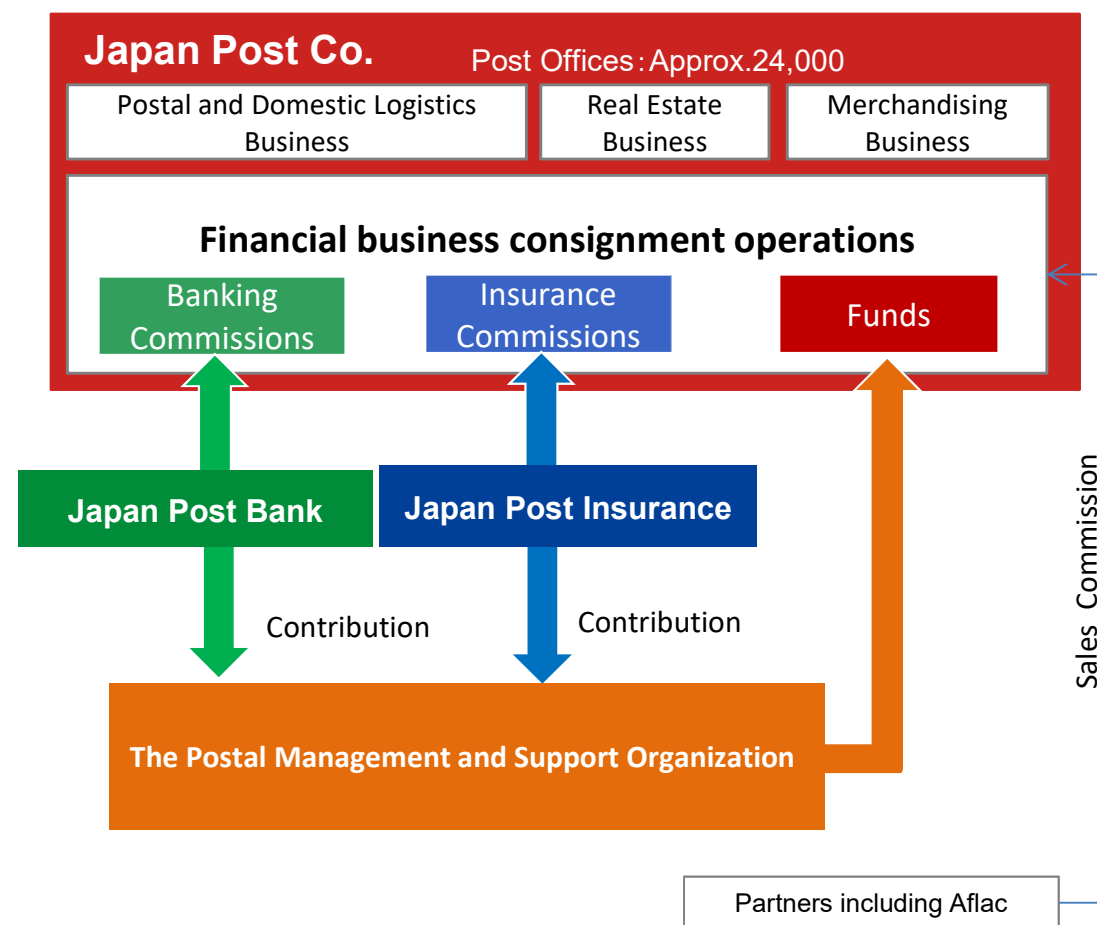 Japan Post Co.
Post Offices：Approx.24,000
Postal and Domestic Logistics
Business
Real Estate
Business
Merchandising
Business
Financial business consignment operations
Banking
Commissions
Insurance
Commissions
Funds
Japan Post Bank
Japan Post Insurance
Contribution
Contribution
Sales Commission
The Postal Management and Support Organization
Partners including Aflac